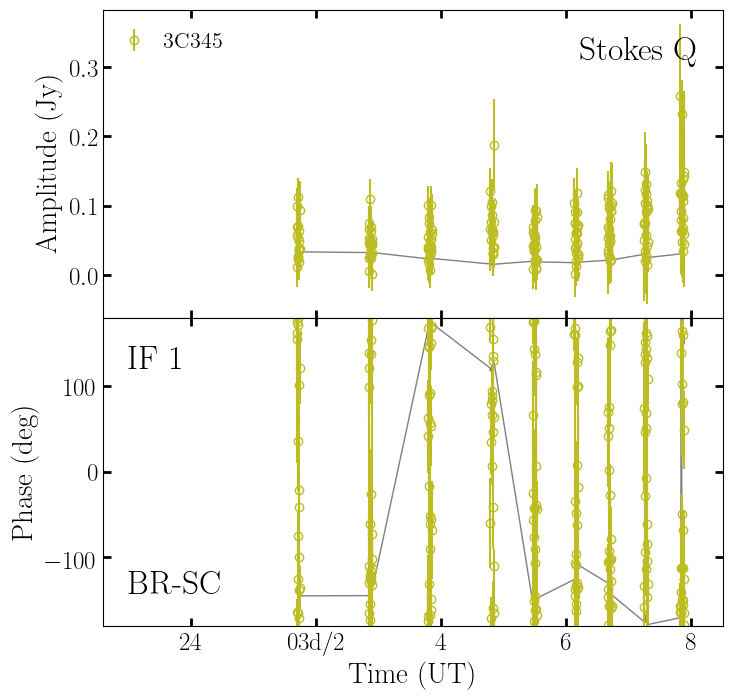 3C345
Stokes Q
0.3
0.2
0.1
0.0
Amplitude (Jy)
IF 1
100
0
−100
Phase (deg)
BR-SC
24 03d/2 4 6 8
Time (UT)